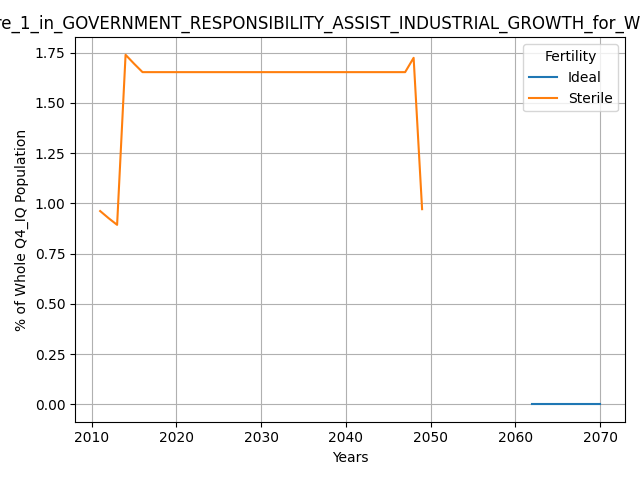 re_1_in_GOVERNMENT_RESPONSIBILITY_ASSIST_INDUSTRIAL_GROWTH_for_W
1.75
1.50
1.25
1.00
0.75
0.50
0.25
0.00
% of Whole Q4_IQ Population
Fertility
Ideal
Sterile
2010 2020 2030 2040 2050 2060 2070
Years